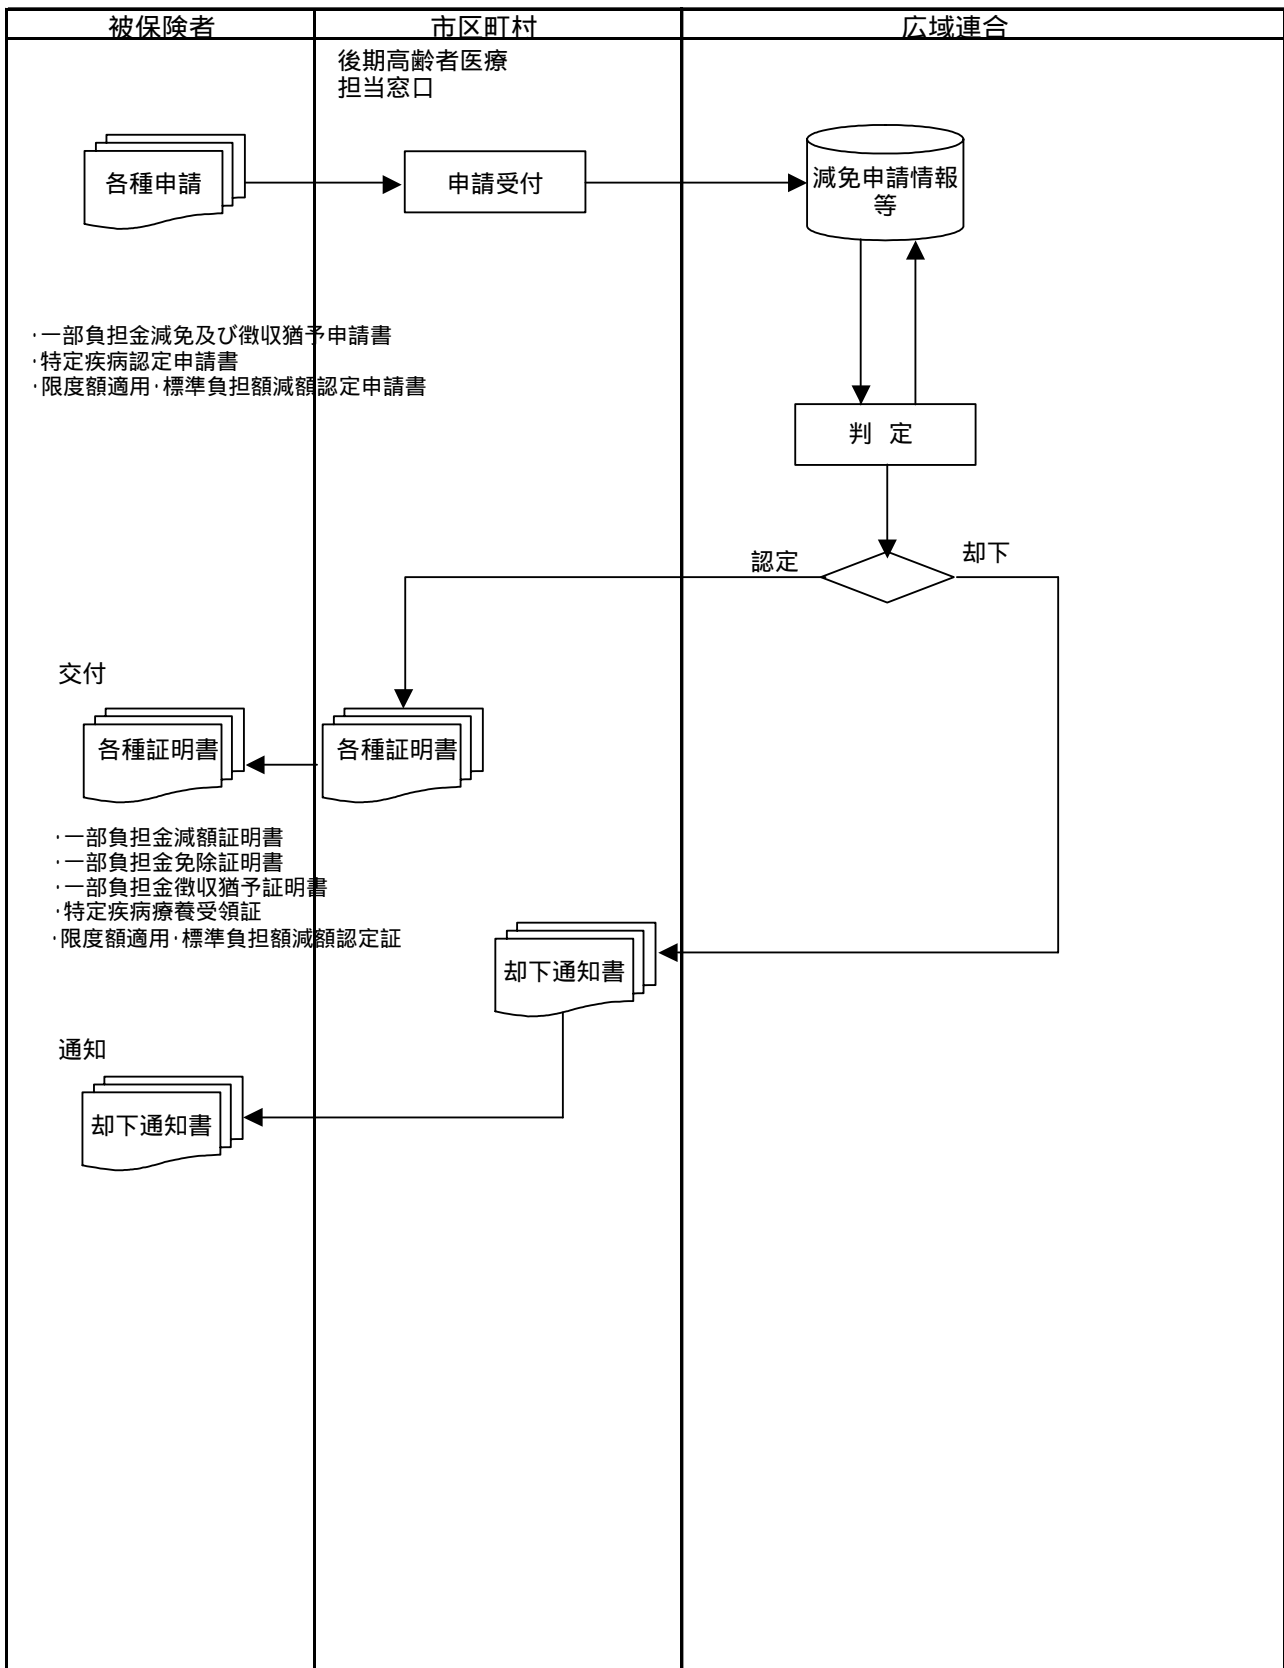 被保険者
市区町村
広域連合
後期高齢者医療
担当窓口
各種申請
申請受付
減免申請情報
等
・一部負担金減免及び徴収猶予申請書
・特定疾病認定申請書
・限度額適用・標準負担額減額認定申請書
判 定
認定
却下
交付
各種証明書
各種証明書
・一部負担金減額証明書
・一部負担金免除証明書
・一部負担金徴収猶予証明書
・特定疾病療養受領証
・限度額適用・標準負担額減額認定証
却下通知書
通知
却下通知書